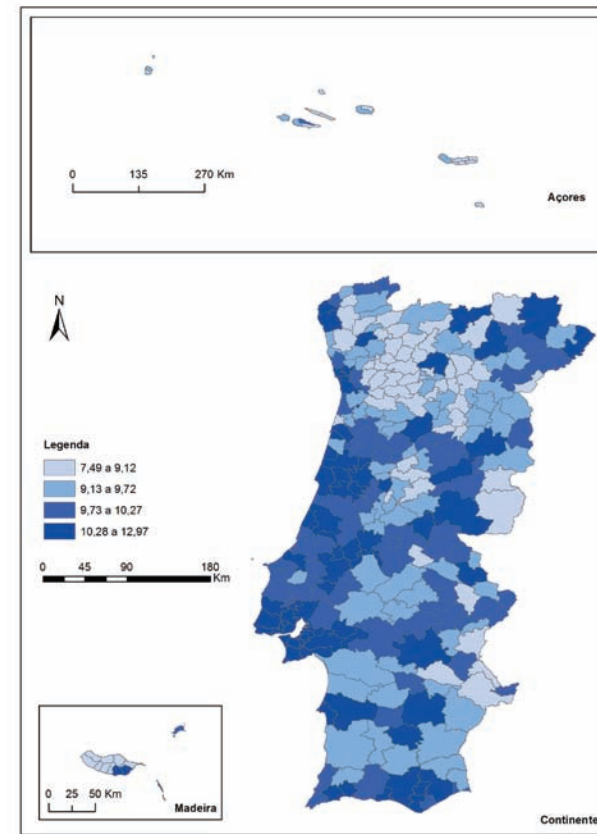 0 135 270 Km
Açores
N
Legenda
7,49 a 9,12
9,13 a 9,72
9,73 a 10,27
10,28 a 12,97
0 45 90 180
Km
0 25 50 Km
Madeira
Continente